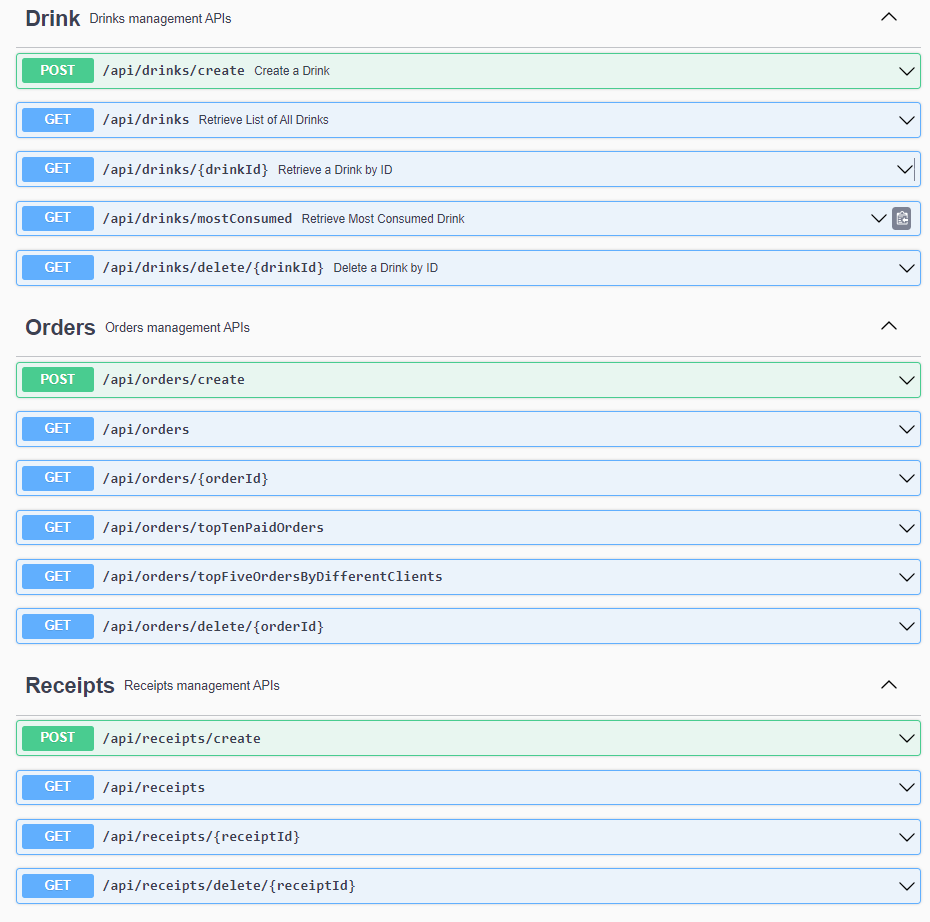 Drink Drinks management APIs
POST /api/drinks/create Create a Drink
GET /api/drinks Retrieve List of All Drinks
GET /api/drinks/{drinkId} Retrieve a Drink by ID
GET /api/drinks/mostConsumed Retrieve Most Consumed Drink
GET /api/drinks/delete/{drinkId} Delete a Drink by ID
Orders Orders management APIs
POST /api/orders/create
GET /api/orders
GET /api/orders/{orderId}
GET /api/orders/topTenPaidOrders
GET /api/orders/topFiveOrdersByDifferentClients
GET /api/orders/delete/{orderId}
Receipts Receipts management APIs
POST /api/receipts/create
GET /api/receipts
GET /api/receipts/{receiptId}
GET /api/receipts/delete/{receiptId}